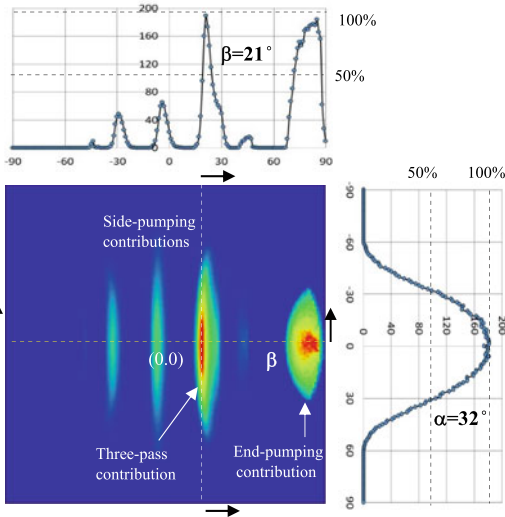 200
160
120
80
40
0
100%
50%
β=21°
-90 -60 -30 0 30 60 90
50% 100%
Side-pumping
contributions
(0.0)
β
Three-pass
contribution
End-pumping
contribution
-90
-60
-30
0
30
60
90
0 40 80 120 160 200
α=32°